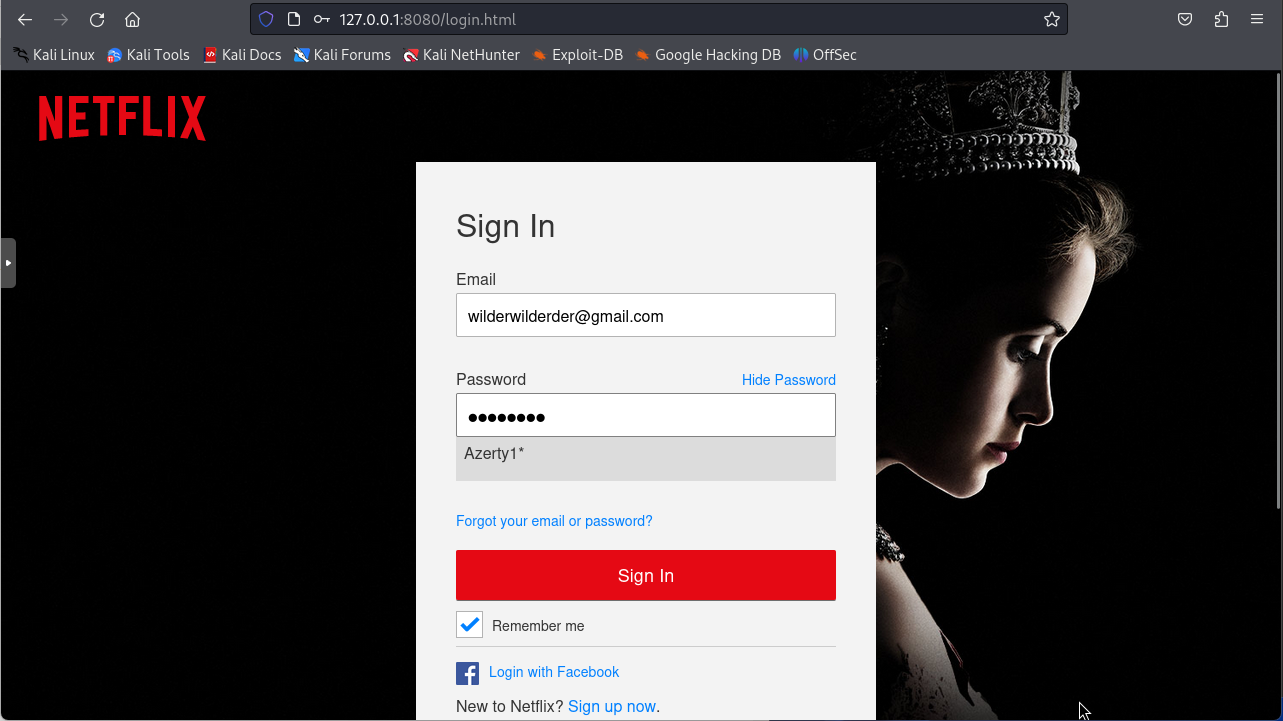 127.0.0.1:8080/login.html
Kali Linux Kali Tools Kali Docs Kali Forums Kali NetHunter Exploit-DB Google Hacking DB OffSec
NETFLIX
Sign In
Email
wilderwilderder@gmail.com
Password Hide Password
••••••••
Azerty1*
Forgot your email or password?
Sign In
Remember me
Login with Facebook
New to Netflix? Sign up now.